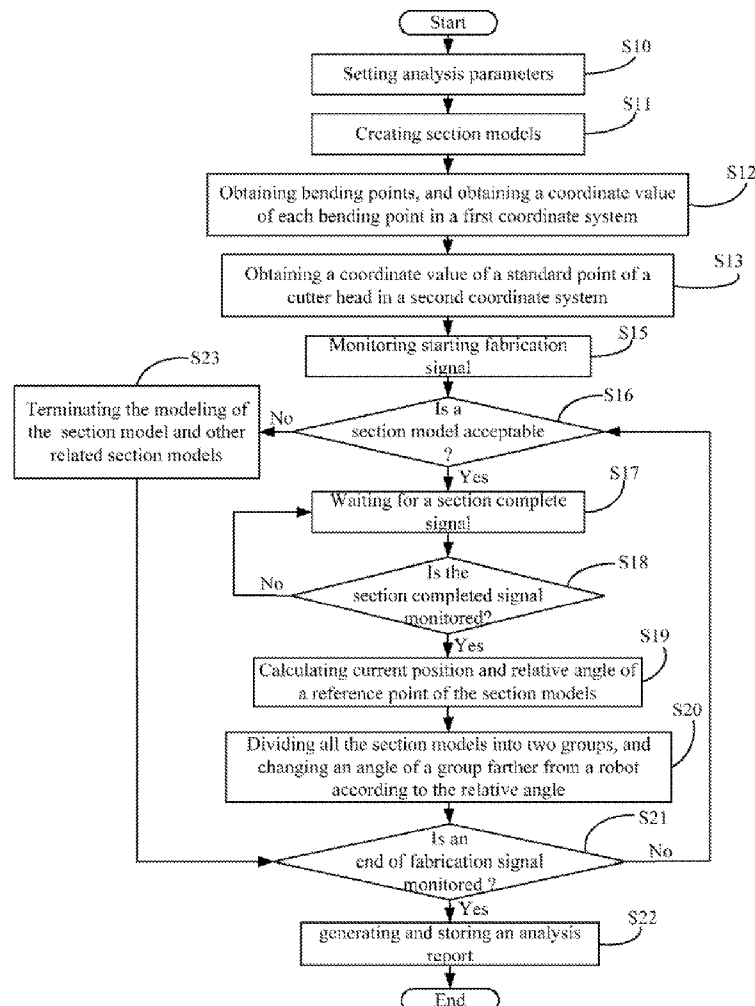 Start
S10
Setting analysis parameters
S11
Creating section models
S12
Obtaining bending points, and obtaining a coordinate value
of each bending point in a first coordinate system
S13
Obtaining a coordinate value of a standard point of a
cutter head in a second coordinate system
S15
Monitoring starting fabrication
signal
S23
Terminating the modeling of
the section model and other
related section models
No
S16
Is a
section model acceptable
?
Yes
S17
Waiting for a section complete
signal
S18
Is the
section completed signal
monitored?
No
Yes
S19
Calculating current position and relative angle of
a reference point of the section models
S20
Dividing all the section models into two groups, and
changing an angle of a group farther from a robot
according to the relative angle
S21
Is an
end of fabrication signal
monitored ?
No
Yes
S22
generating and storing an analysis
report
End